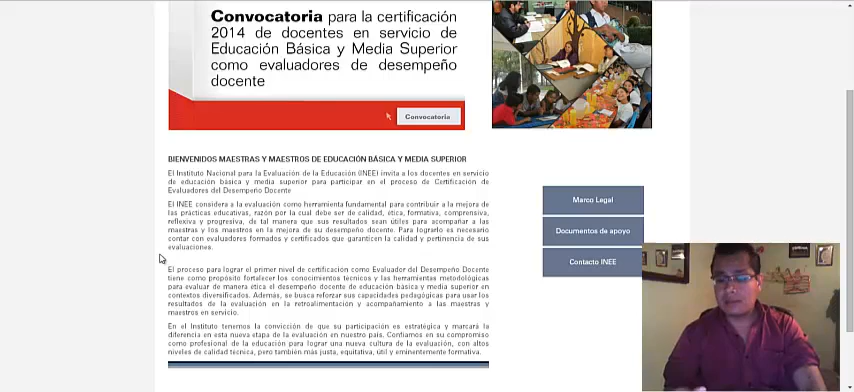 Convocatoria para la certificación
2014 de docentes en servicio de
Educación Básica y Media Superior
como evaluadores de desempeño
docente
Convocatoria
BIENVENIDOS MAESTRAS Y MAESTROS DE EDUCACIÓN BÁSICA Y MEDIA SUPERIOR
El Instituto Nacional para la Evaluación de la Educación (INEE) invita a los docentes en servicio
de educación básica y media superior para participar en el proceso de Certificación de
Evaluadores del Desempeño Docente
El INEE considera a la evaluación como herramienta fundamental para contribuir a la mejora de
las prácticas educativas, razón por la cual debe ser de calidad, ética, formativa, comprensiva,
reflexiva y progresiva, de tal manera que sus resultados sean útiles para acompañar a las
maestras y los maestros en la mejora de su desempeño docente. Para lograrlo es necesario
contar con evaluadores formados y certificados que garanticen la calidad y pertinencia de sus
evaluaciones.
El proceso para lograr el primer nivel de certificacion como Evaluador del Desempeño Docente
tiene como propósito fortalecer los conocimientos técnicos y las herramientas metodológicas
para evaluar de manera ética el desempeño docente de educación básica y media superior en
contextos diversificados. Además, se busca reforzar sus capacidades pedagógicas para usar los
resultados de la evaluación en la retroalimentación y acompañamiento a las maestras y
maestros en servicio.
En el Instituto tenemos la convicción de que su participación es estratégica y marcará la
diferencia en esta nueva etapa de la evaluación en nuestro país. Confiamos en su compromiso
como profesional de la educación para lograr una nueva cultura de la evaluación, con altos
niveles de calidad técnica, pero también más justa, equitativa, útil y eminentemente formativa.
Marco Legal
Documentos de apoyo
Contacto INEE